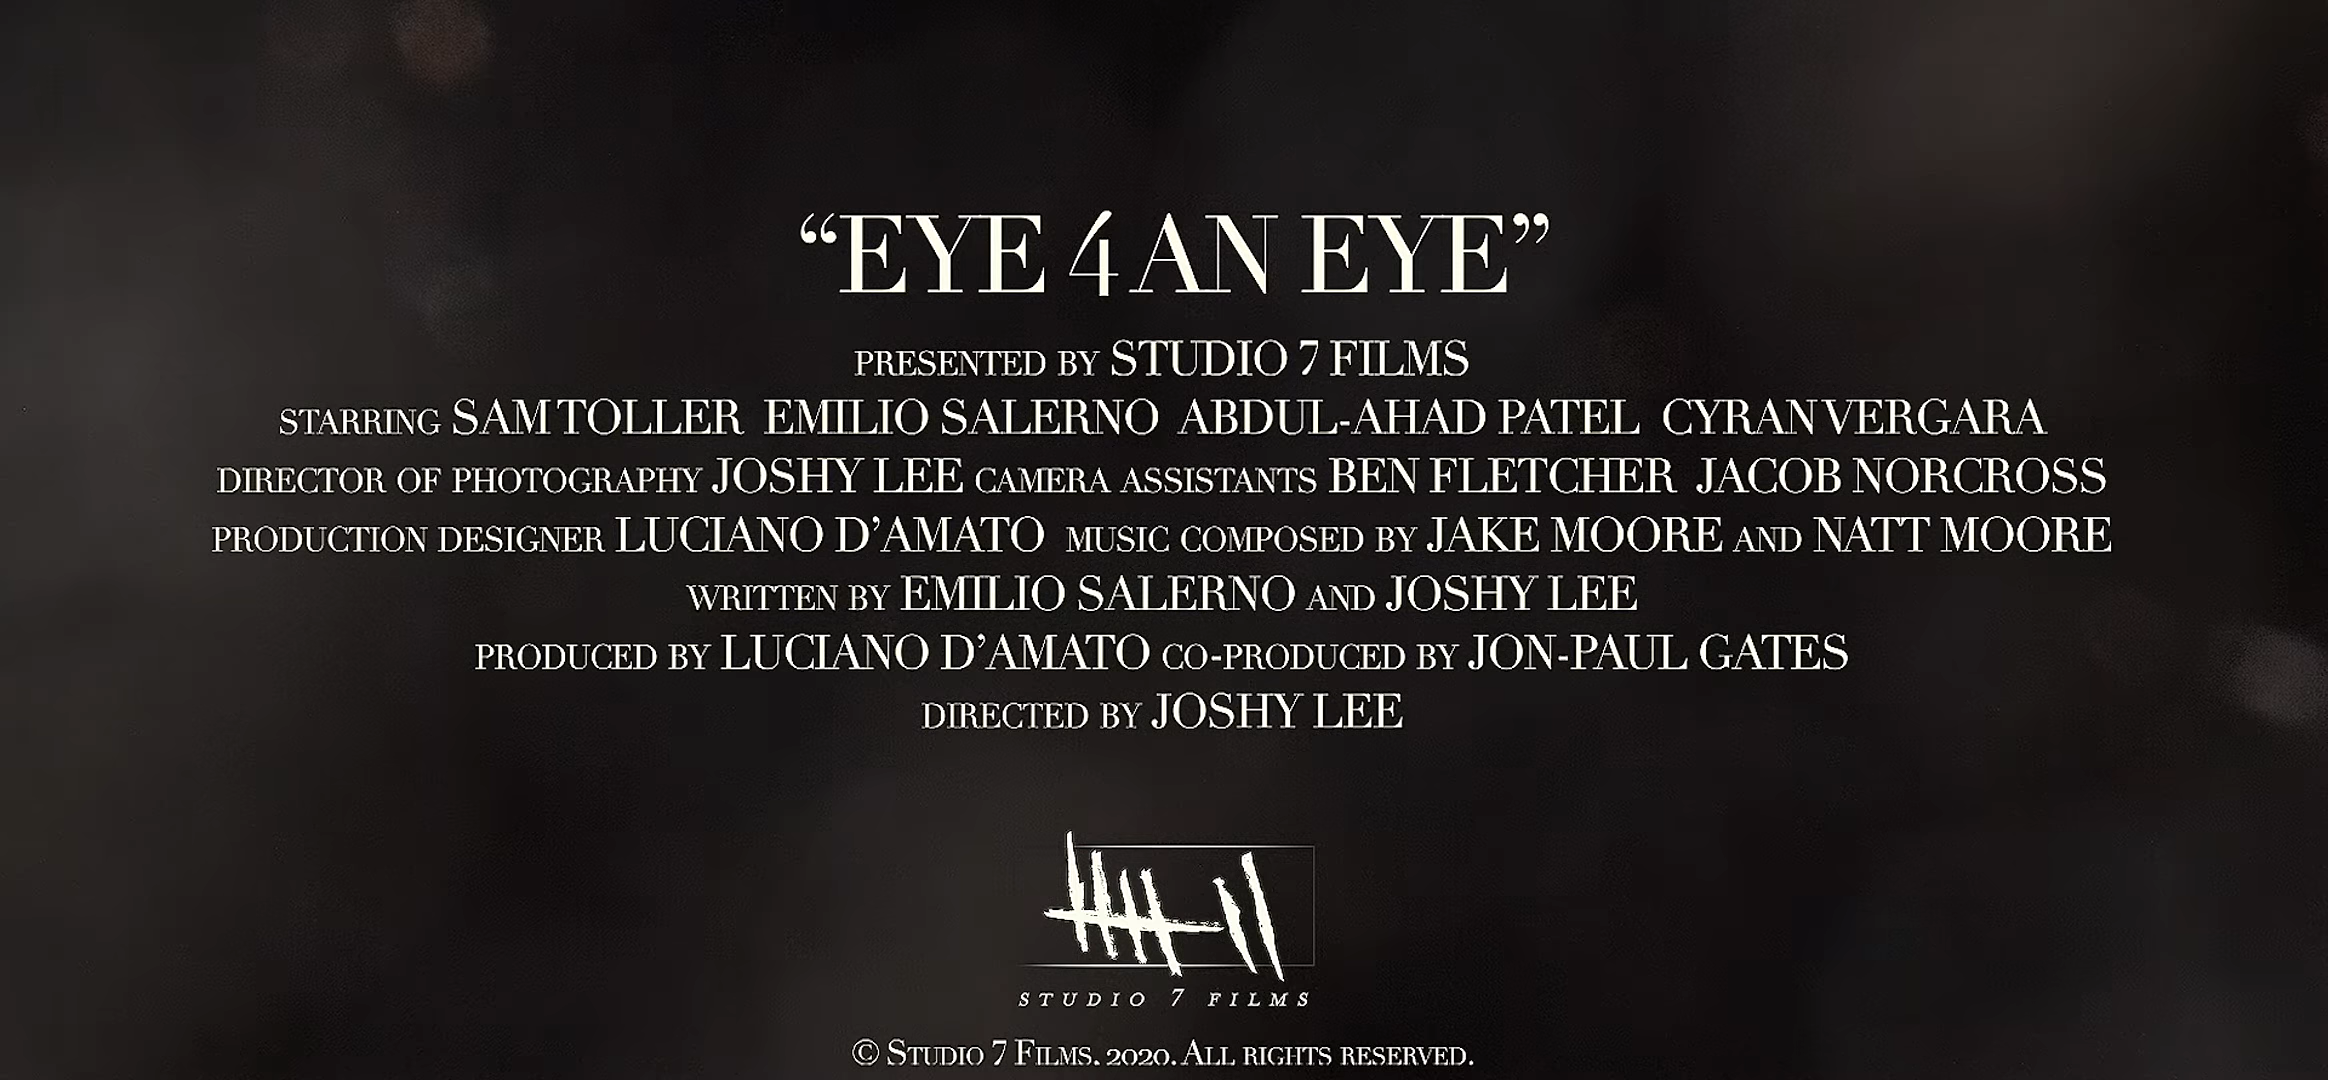 “EYE 4 AN EYE”
PRESENTED BY STUDIO 7 FILMS
STARRING SAM TOLLER EMILIO SALERNO ABDUL-AHAD PATEL CYRAN VERGARA
DIRECTOR OF PHOTOGRAPHY JOSHY LEE CAMERA ASSISTANTS BEN FLETCHER JACOB NORCROSS
PRODUCTION DESIGNER LUCIANO D’AMATO MUSIC COMPOSED BY JAKE MOORE AND NATT MOORE
WRITTEN BY EMILIO SALERNO AND JOSHY LEE
PRODUCED BY LUCIANO D’AMATO CO-PRODUCED BY JON-PAUL GATES
DIRECTED BY JOSHY LEE
STUDIO 7 FILMS
© STUDIO 7 FILMS. 2020. ALL RIGHTS RESERVED.